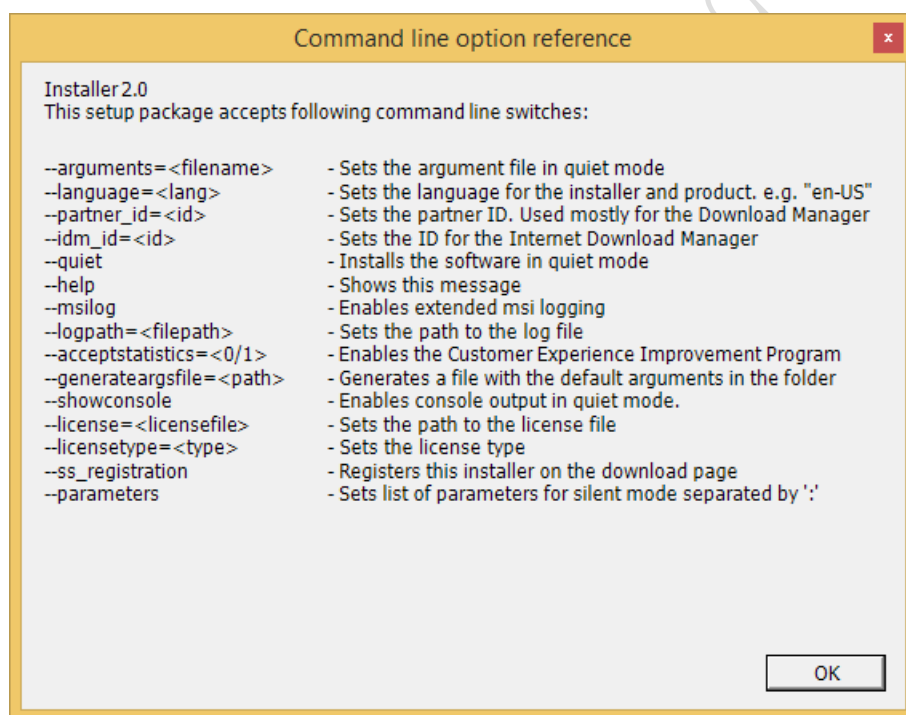 Command line option reference
x
Installer 2.0
This setup package accepts following command line switches:
--arguments=<filename> - Sets the argument file in quiet mode
--language=<lang> - Sets the language for the installer and product. e.g. "en-US"
--partner_id=<id> - Sets the partner ID. Used mostly for the Download Manager
--idm_id=<id> - Sets the ID for the Internet Download Manager
--quiet - Installs the software in quiet mode
--help - Shows this message
--msilog - Enables extended msi logging
--logpath=<filepath> - Sets the path to the log file
--acceptstatistics=<0/1> - Enables the Customer Experience Improvement Program
--generateargsfile=<path> - Generates a file with the default arguments in the folder
--showconsole - Enables console output in quiet mode.
--license=<licensefile> - Sets the path to the license file
--licensetype=<type> - Sets the license type
--ss_registration - Registers this installer on the download page
--parameters - Sets list of parameters for silent mode separated by ':'
OK